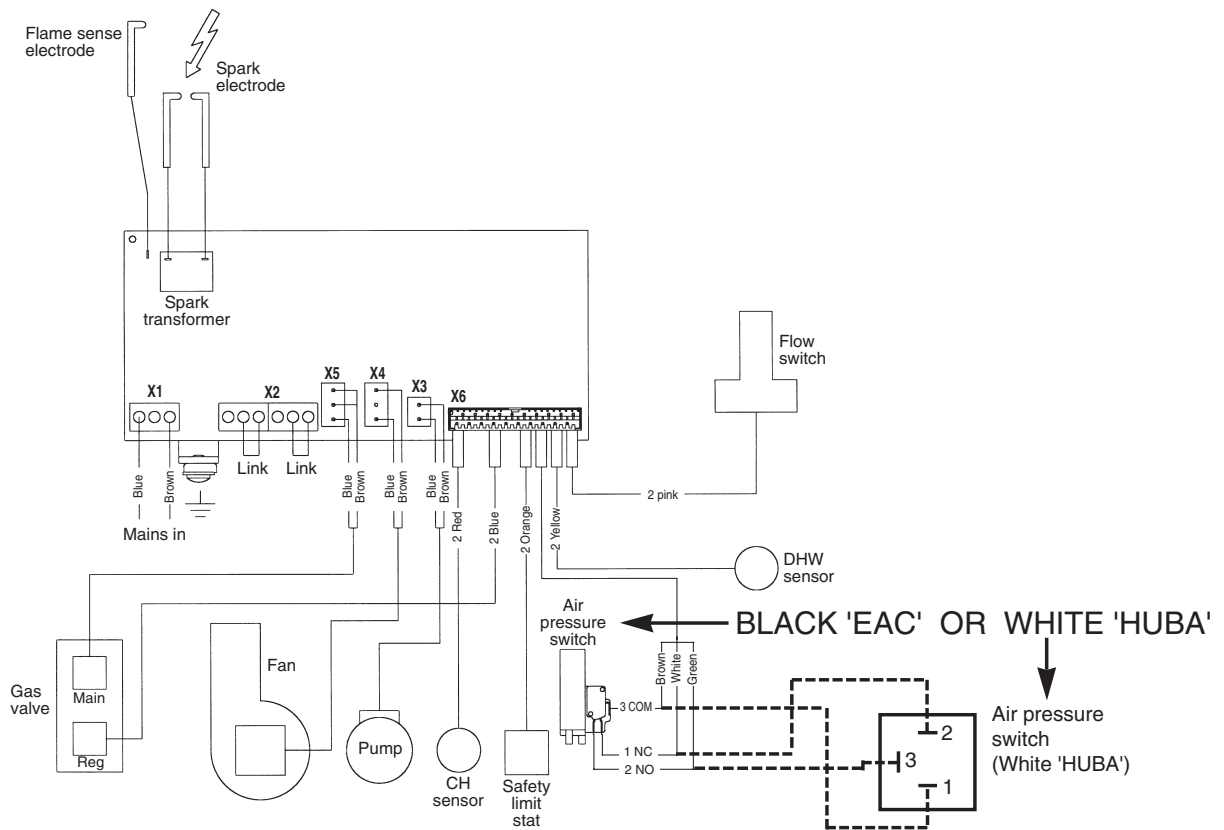 Flame sense
electrode
Spark
electrode
Spark
transformer
Flow
switch
X1
X2
X5
X4
X3
X6
Link
Link
Blue
Brown
Mains in
Blue
Brown
Blue
Brown
Blue
Brown
2 Red
2 Blue
2 Orange
2 Yellow
2 pink
DHW
sensor
Air
pressure
switch
BLACK 'EAC' OR WHITE 'HUBA'
Brown
White
Green
Gas
valve
Main
Reg
Fan
Pump
CH
sensor
Safety
limit
stat
3 COM
1 NC
2 NO
2
3
1
Air pressure
switch
(White 'HUBA')